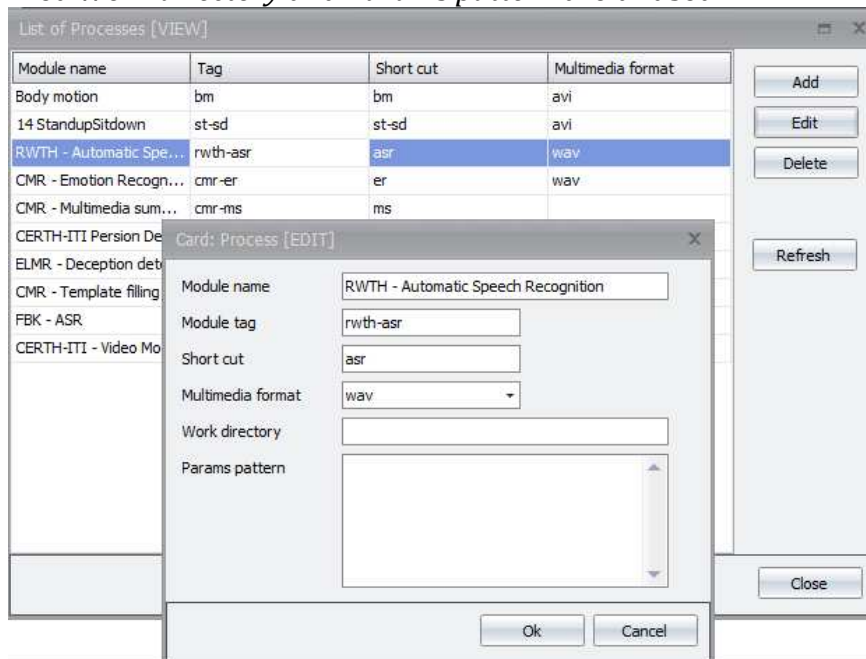 List of Processes [VIEW]
Module name Tag Short cut Multimedia format
Add
Body motion bm bm avi
14 StandupSitdown st-sd st-sd avi
Edit
RWTH - Automatic Spe... rwth-asr asr wav
Delete
CMR - Emotion Recogn... cmr-er er wav
CMR - Multimedia sum... cmr-ms ms
CERTH-ITI Persion De
ELMR - Deception det
CMR - Template filling
FBK - ASR
CERTH-ITI - Video Mo
Refresh
Card: Process [EDIT]
Module name RWTH - Automatic Speech Recognition
Module tag rwth-asr
Short cut asr
Multimedia format wav
Work directory
Params pattern
Ok Cancel
Close